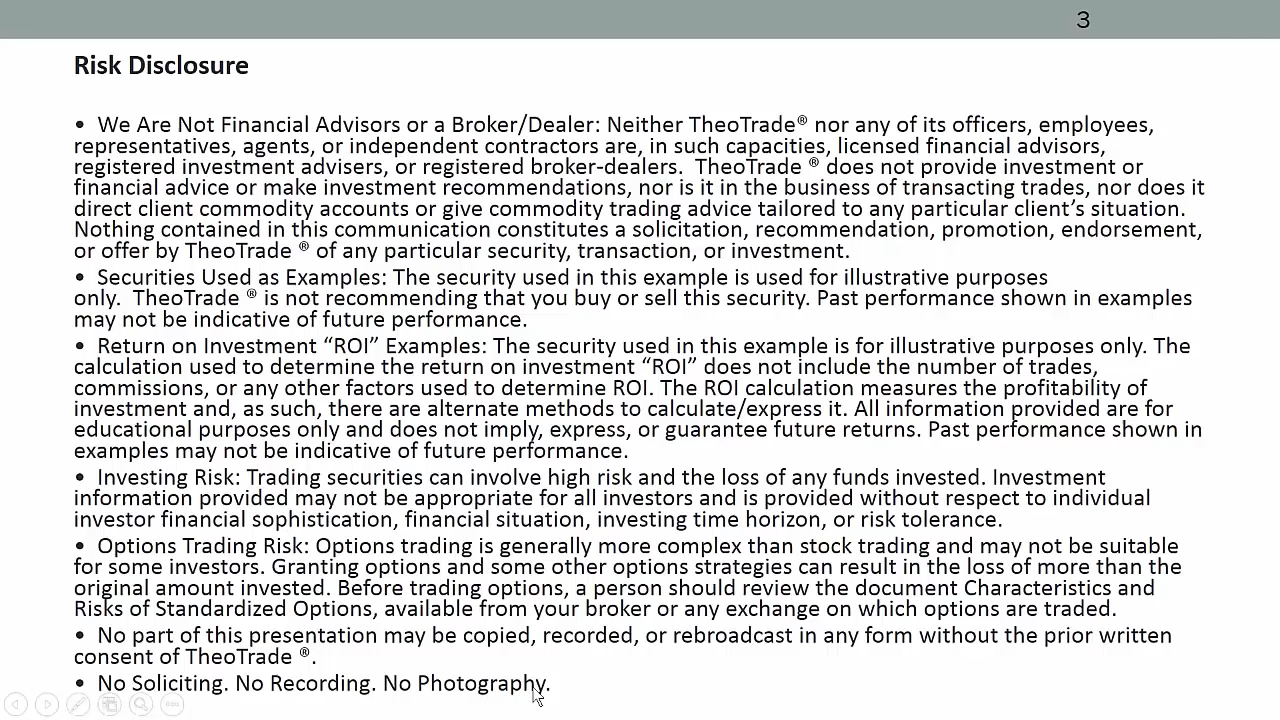 3
Risk Disclosure
• We Are Not Financial Advisors or a Broker/Dealer: Neither TheoTrade® nor any of its officers, employees,
representatives, agents, or independent contractors are, in such capacities, licensed financial advisors,
registered investment advisers, or registered broker-dealers. TheoTrade ® does not provide investment or
financial advice or make investment recommendations, nor is it in the business of transacting trades, nor does it
direct client commodity accounts or give commodity trading advice tailored to any particular client’s situation.
Nothing contained in this communication constitutes a solicitation, recommendation, promotion, endorsement,
or offer by TheoTrade ® of any particular security, transaction, or investment.
• Securities Used as Examples: The security used in this example is used for illustrative purposes
only. TheoTrade ® is not recommending that you buy or sell this security. Past performance shown in examples
may not be indicative of future performance.
• Return on Investment “ROI” Examples: The security used in this example is for illustrative purposes only. The
calculation used to determine the return on investment “ROI” does not include the number of trades,
commissions, or any other factors used to determine ROI. The ROI calculation measures the profitability of
investment and, as such, there are alternate methods to calculate/express it. All information provided are for
educational purposes only and does not imply, express, or guarantee future returns. Past performance shown in
examples may not be indicative of future performance.
• Investing Risk: Trading securities can involve high risk and the loss of any funds invested. Investment
information provided may not be appropriate for all investors and is provided without respect to individual
investor financial sophistication, financial situation, investing time horizon, or risk tolerance.
• Options Trading Risk: Options trading is generally more complex than stock trading and may not be suitable
for some investors. Granting options and some other options strategies can result in the loss of more than the
original amount invested. Before trading options, a person should review the document Characteristics and
Risks of Standardized Options, available from your broker or any exchange on which options are traded.
• No part of this presentation may be copied, recorded, or rebroadcast in any form without the prior written
consent of TheoTrade ®.
• No Soliciting. No Recording. No Photography.